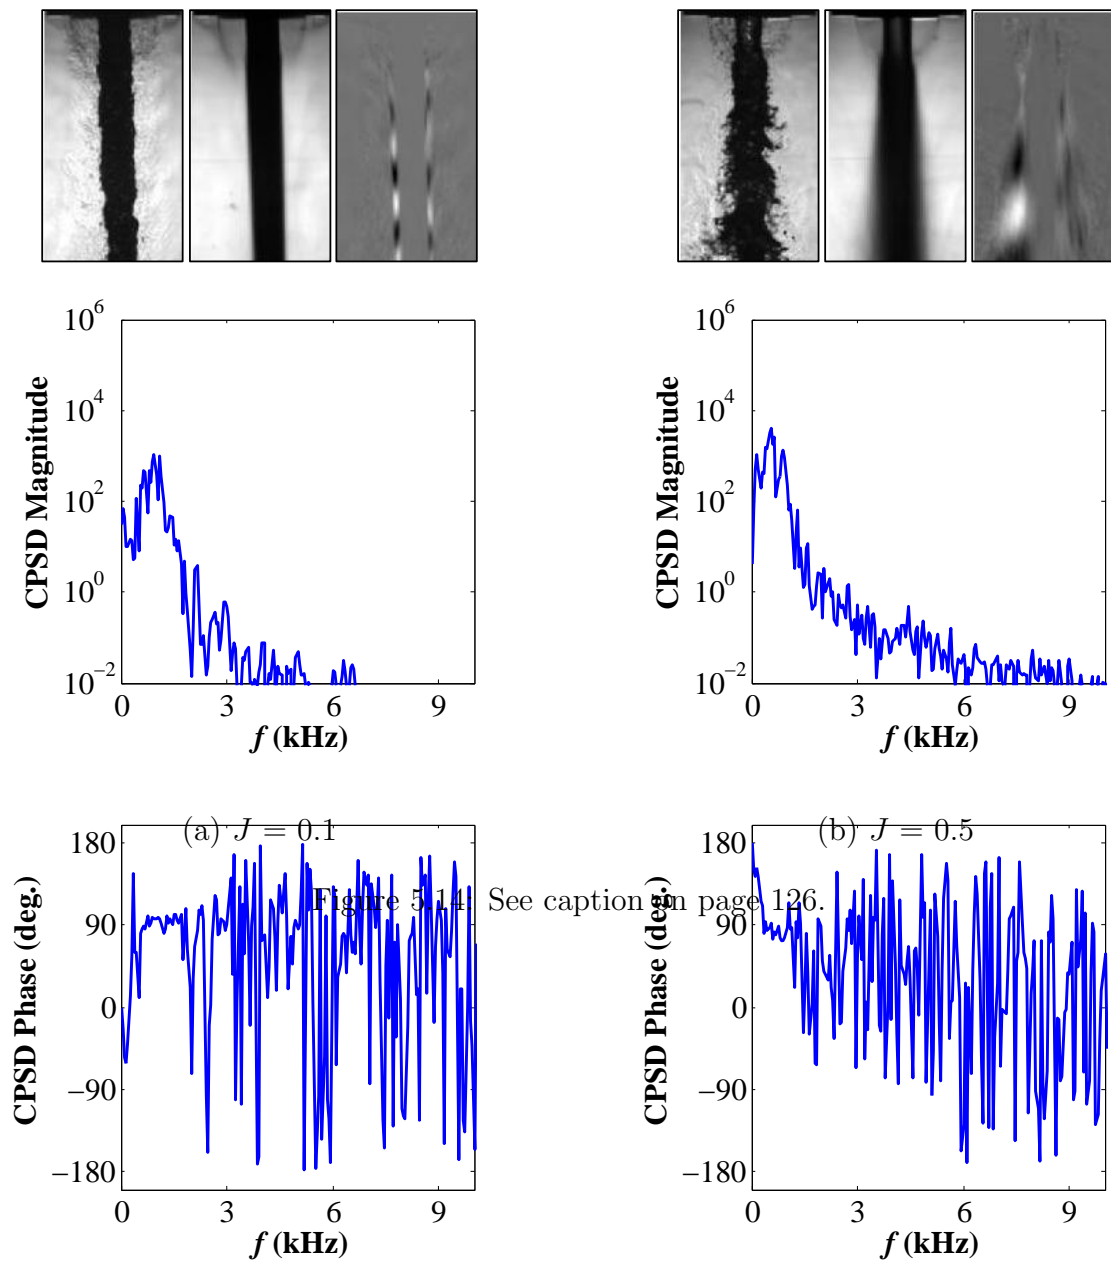 10^6
10^4
10^2
10^0
10^−2
CPSD Magnitude
0 3 6 9
f (kHz)
10^6
10^4
10^2
10^0
10^−2
CPSD Magnitude
0 3 6 9
f (kHz)
180
90
0
−90
−180
CPSD Phase (deg.)
0 3 6 9
f (kHz)
(a) J = 0.1
180
90
0
−90
−180
CPSD Phase (deg.)
0 3 6 9
f (kHz)
(b) J = 0.5
Figure 5.14: See caption on page 126.